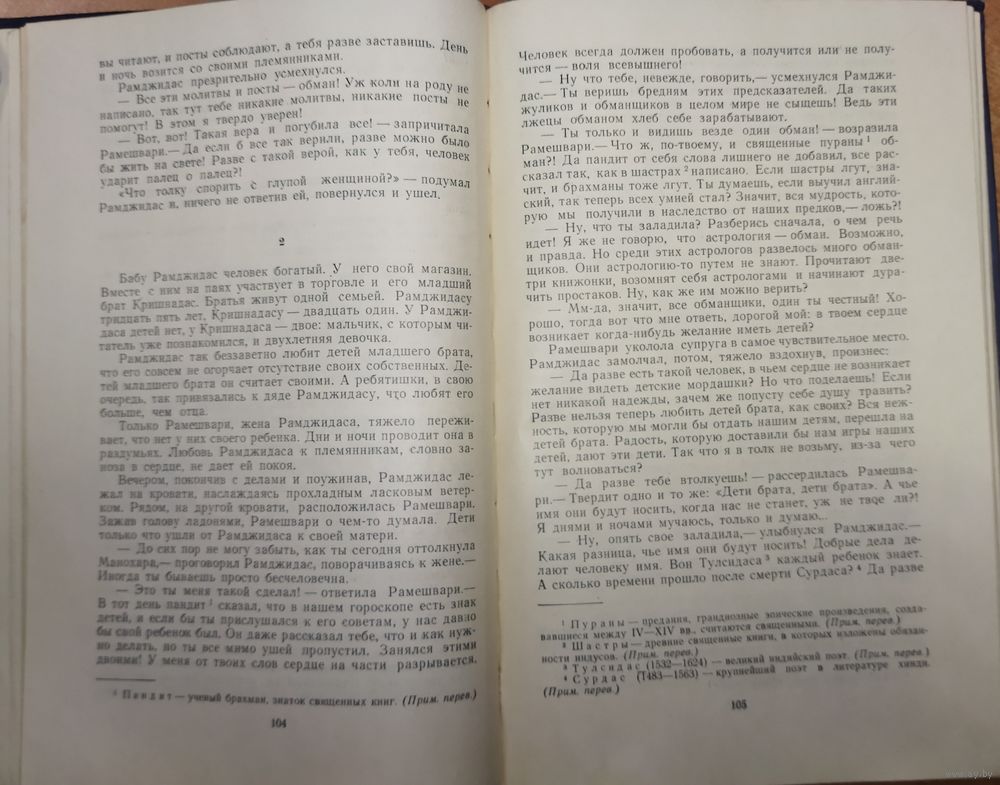 вы читают, и посты соблюдают, а тебя разве заставишь. День
и ночь возится со своими племянниками.
Рамджидас презрительно усмехнулся.
— Все эти молитвы и посты — обман! Уж коли на роду не
написано, так тут тебе никакие молитвы, никакие посты не
помогут! В этом я твердо уверен!
— Вот, вот! Такая вера и погубила все! — запричитала
Рамешвари.— Да если б все так верили, разве можно было
бы жить на свете! Разве с такой верой, как у тебя, человек
ударит палец о палец?!
«Что толку спорить с глупой женщиной?» — подумал
Рамджидас и, ничего не ответив ей, повернулся и ушел.
2
Бабу Рамджидас человек богатый. У него свой магазин.
Вместе с ним на паях участвует в торговле и его младший
брат Кришнадас. Братья живут одной семьей. Рамджидасу
тридцать пять лет, Кришнадасу — двадцать один. У Рамджи-
даса детей нет, у Кришнадаса — двое: мальчик, с которым чи-
татель уже познакомился, и двухлетняя девочка.
Рамджидас так беззаветно любит детей младшего брата,
что его совсем не огорчает отсутствие своих собственных. Де-
тей младшего брата он считает своими. А ребятишки, в свою
очередь, так привязались к дяде Рамджидасу, что любят его
больше, чем отца.
Только Рамешвари, жена Рамджидаса, тяжело пережи-
вает, что нет у них своего ребенка. Дни и ночи проводит она в
раздумьях. Любовь Рамджидаса к племянникам, словно за-
ноза в сердце, не дает ей покоя.
Вечером, покончив с делами и поужинав, Рамджидас ле-
жал на кровати, наслаждаясь прохладным ласковым ветер-
ком. Рядом, на другой кровати, расположилась Рамешвари.
Зажав голову ладонями, Рамешвари о чем-то думала. Дети
только что ушли от Рамджидаса к своей матери.
— До сих пор не могу забыть, как ты сегодня оттолкнула
Манохара,— проговорил Рамджидас, поворачиваясь к жене.—
Иногда ты бываешь просто бесчеловечна.
— Это ты меня такой сделал! — ответила Рамешвари.—
В тот день пандит¹ сказал, что в нашем гороскопе есть знак
детей, и если бы ты прислушался к его советам, у нас давно
бы свой ребенок был. Он даже рассказал тебе, что и как нуж-
но делать, но ты все мимо ушей пропустил. Занялся этими
двоими! У меня от твоих слов сердце на части разрывается.
¹ Пандит — ученый брахман, знаток священных книг. (Прим. перев.)
104
Человек всегда должен пробовать, а получится или не полу-
чится — воля всевышнего!
— Ну что тебе, невежде, говорить,— усмехнулся Рамджи-
дас.— Ты веришь бредням этих предсказателей. Да таких
жуликов и обманщиков в целом мире не сыщешь! Ведь эти
лжецы обманом хлеб себе зарабатывают.
— Ты только и видишь везде один обман! — возразила
Рамешвари.— Что ж, по-твоему, и священные пураны¹ об-
ман?! Да пандит от себя слова лишнего не добавил, все рас-
сказал так, как в шастрах² написано. Если шастры лгут, зна-
чит, и брахманы тоже лгут. Ты думаешь, если выучил англий-
ский, так теперь всех умней стал? Значит, вся мудрость, кото-
рую мы получили в наследство от наших предков,— ложь?!
— Ну, что ты заладила? Разберись сначала, о чем речь
идет! Я же не говорю, что астрология — обман. Возможно,
и правда. Но среди этих астрологов развелось много обман-
щиков. Они астрологию-то путем не знают. Прочитают две-
три книжонки, возомнят себя астрологами и начинают дура-
чить простаков. Ну, как же им можно верить?
— Мм-да, значит, все обманщики, один ты честный! Хо-
рошо, тогда вот что мне ответь, дорогой мой: в твоем сердце
возникает когда-нибудь желание иметь детей?
Рамешвари уколола супруга в самое чувствительное место.
Рамджидас замолчал, потом, тяжело вздохнув, произнес:
— Да разве есть такой человек, в чьем сердце не возникает
желание видеть детские мордашки? Но что поделаешь! Если
нет никакой надежды, зачем же попусту себе душу травить?
Разве нельзя теперь любить детей брата, как своих? Вся неж-
ность, которую мы могли бы отдать нашим детям, перешла на
детей брата. Радость, которую доставили бы нам игры наших
детей, дают эти дети. Так что я в толк не возьму, из-за чего
тут волноваться?
— Да разве тебе втолкуешь! — рассердилась Рамешва-
ри.— Твердит одно и то же: «Дети брата, дети брата». А чье
имя они будут носить, когда нас не станет, уж не твое ли?!
Я днями и ночами мучаюсь, только и думаю...
— Ну, опять свое заладила,— улыбнулся Рамджидас.—
Какая разница, чье имя они будут носить! Добрые дела де-
лают человеку имя. Вон Тулсидаса³ каждый ребенок знает.
А сколько времени прошло после смерти Сурдаса?⁴ Да разве
¹ Пураны — предания, грандиозные эпические произведения, созда-
вавшиеся между IV—XIV вв., считаются священными. (Прим. перев.)
² Шастры — древние священные книги, в которых изложены обязан-
ности индусов. (Прим. перев.)
³ Тулсидас (1532—1624) — великий индийский поэт. (Прим. перев.)
⁴ Сурдас (1483—1563) — крупнейший поэт в литературе хинди.
(Прим. перев.)
105
www.ay.by